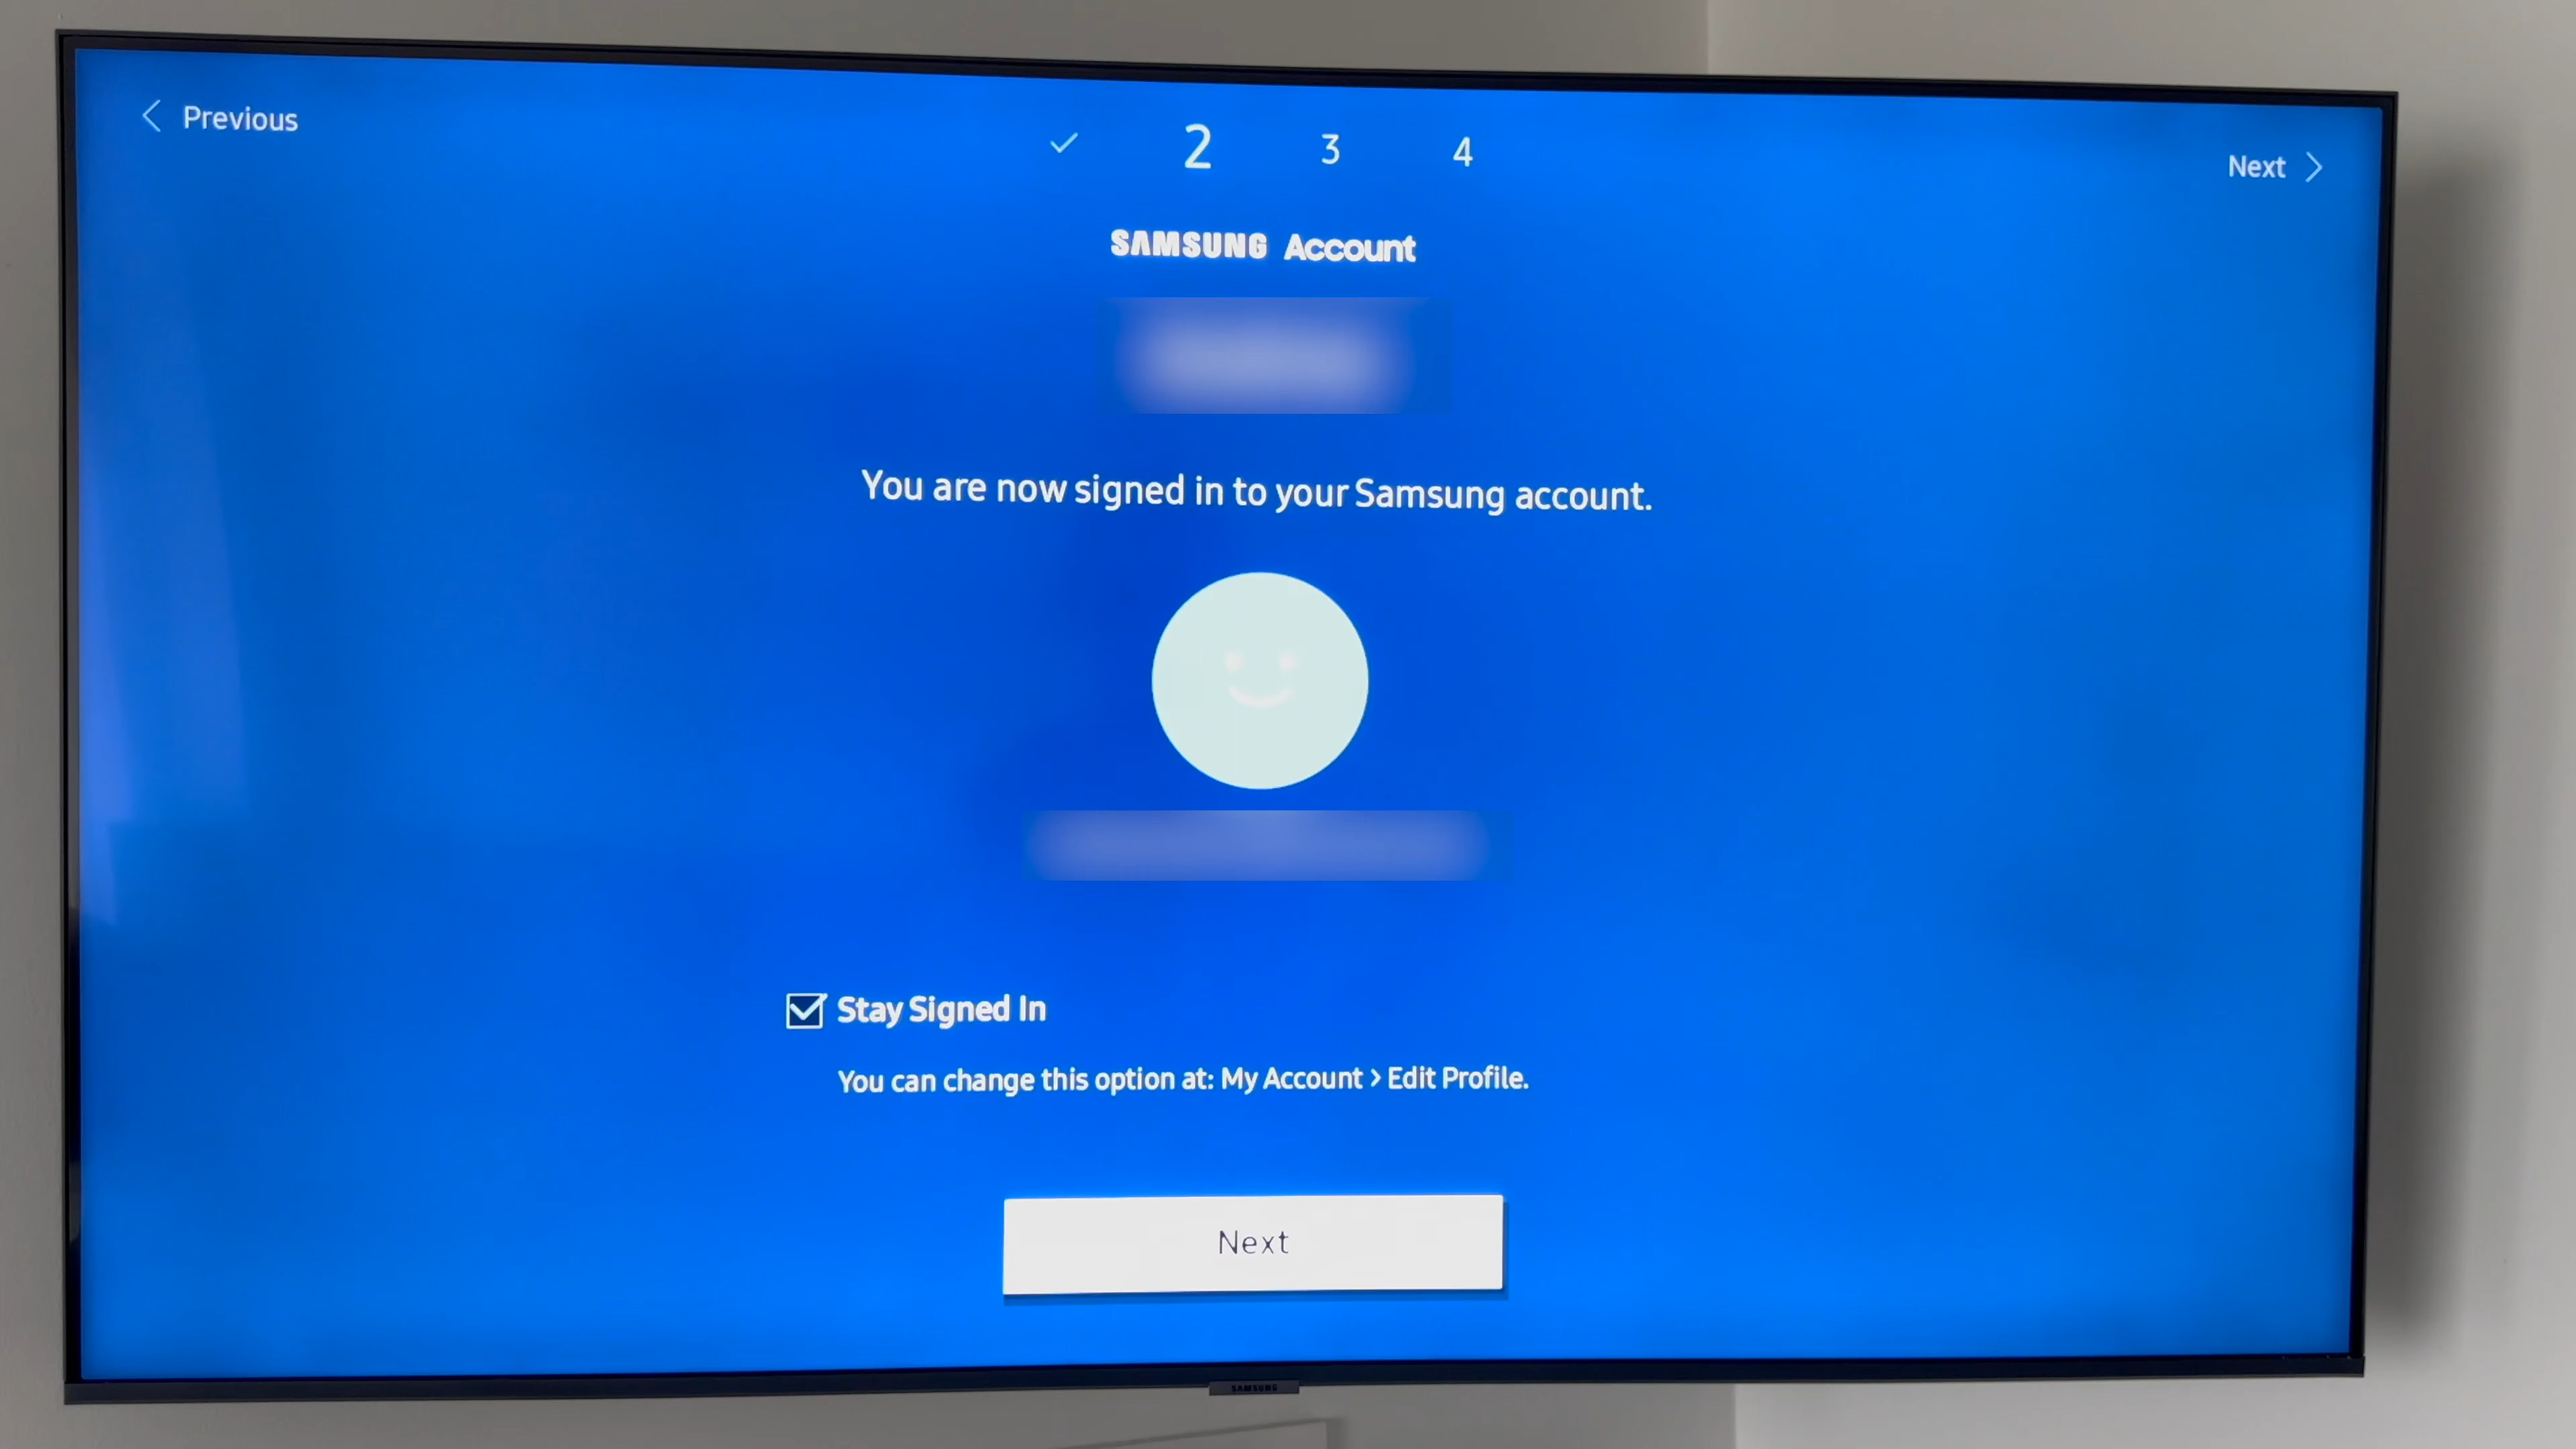 Previous
2 3 4
Next
SAMSUNG Account
You are now signed in to your Samsung account.
Stay Signed In
You can change this option at: My Account > Edit Profile.
Next
SAMSUNG